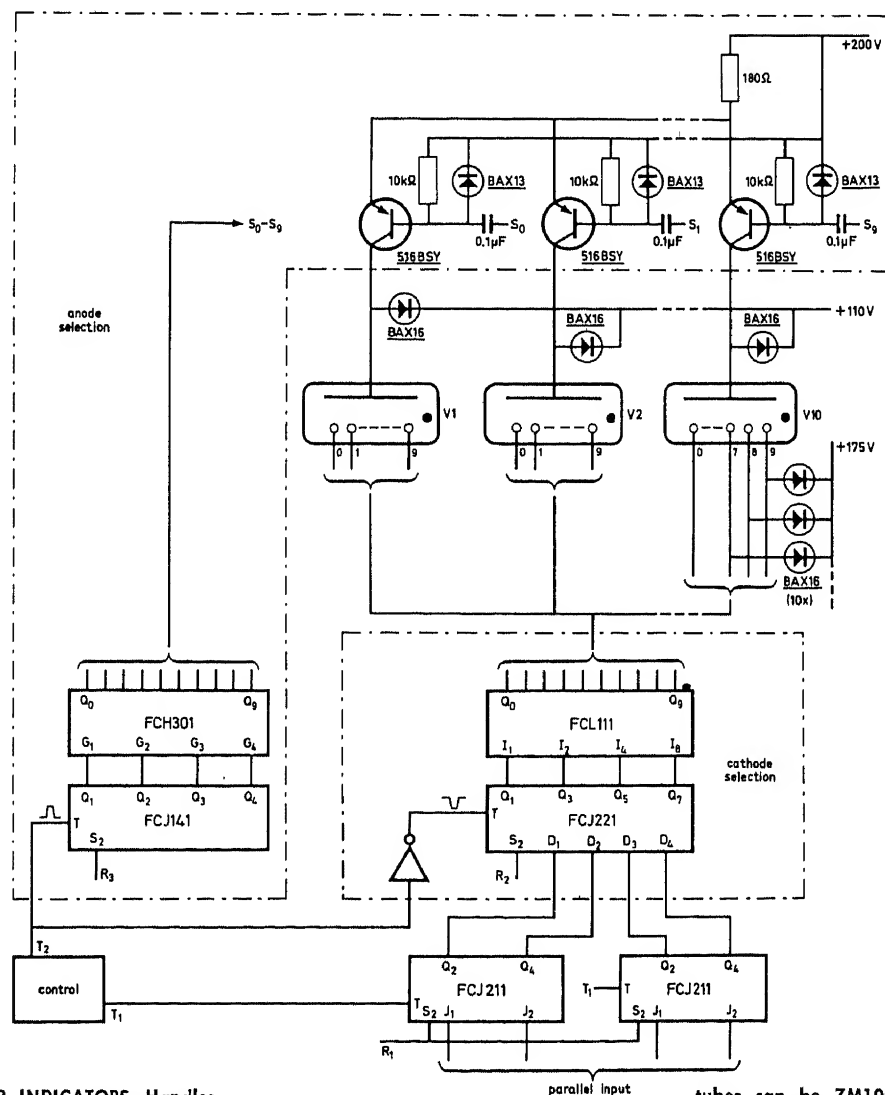 +200V
180Ω
10kΩ
BAX13
10kΩ
BAX13
10kΩ
BAX13
S0-S9
0.1µF
S0
0.1µF
S1
0.1µF
S9
516BSY
516BSY
516BSY
anode
selection
BAX16
BAX16
BAX16
+110V
V1
V2
V10
0 1 9
0 1 9
0 7 8 9
+175V
BAX16
(10x)
Q0 Q9
FCH301
G1 G2 G3 G4
Q0 Q9
FCL111
I1 I2 I4 I8
cathode
selection
Q1 Q2 Q3 Q4
T
FCJ141
S2
R3
Q1 Q3 Q5 Q7
T
FCJ221
S2 D1 D2 D3 D4
R2
T2
control
T1
Q2 Q4
FCJ211
T
S2 J1 J2
Q2 Q4
T1
T
FCJ211
S2 J1 J2
R1
parallel input
INDICATORS
tubes can be